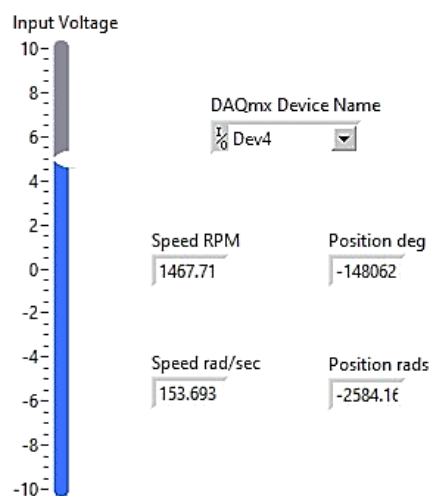 Input Voltage
10
8
6
4
2
0
-2
-4
-6
-8
-10
DAQmx Device Name
I/O Dev4
Speed RPM
1467.71
Position deg
-148062
Speed rad/sec
153.693
Position rads
-2584.16